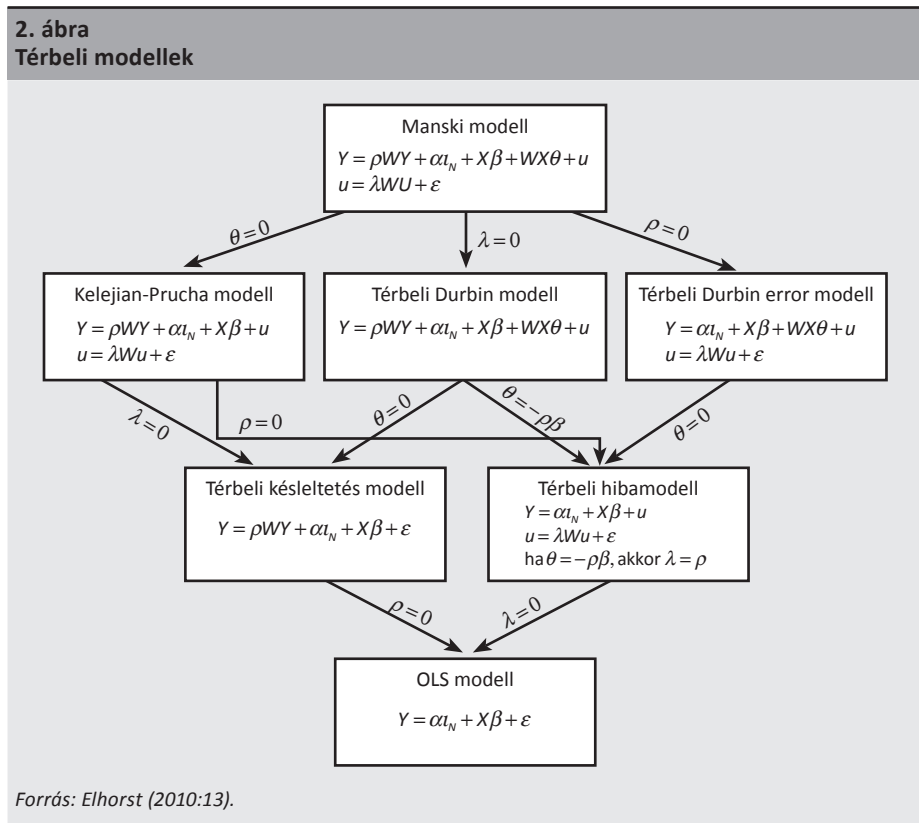 2. ábra
Térbeli modellek
Manski modell
Y = ρWY + αι_N + Xβ + WXθ + u
u = λWU + ε
θ = 0
λ = 0
ρ = 0
Kelejian-Prucha modell
Y = ρWY + αι_N + Xβ + u
u = λWu + ε
Térbeli Durbin modell
Y = ρWY + αι_N + Xβ + WXθ + u
Térbeli Durbin error modell
Y = αι_N + Xβ + WXθ + u
u = λWu + ε
λ = 0
ρ = 0
θ = 0
θ = −ρβ
θ = 0
Térbeli késleltetés modell
Y = ρWY + αι_N + Xβ + ε
Térbeli hibamodell
Y = αι_N + Xβ + u
u = λWu + ε
ha θ = −ρβ, akkor λ = ρ
ρ = 0
λ = 0
OLS modell
Y = αι_N + Xβ + ε
Forrás: Elhorst (2010:13).